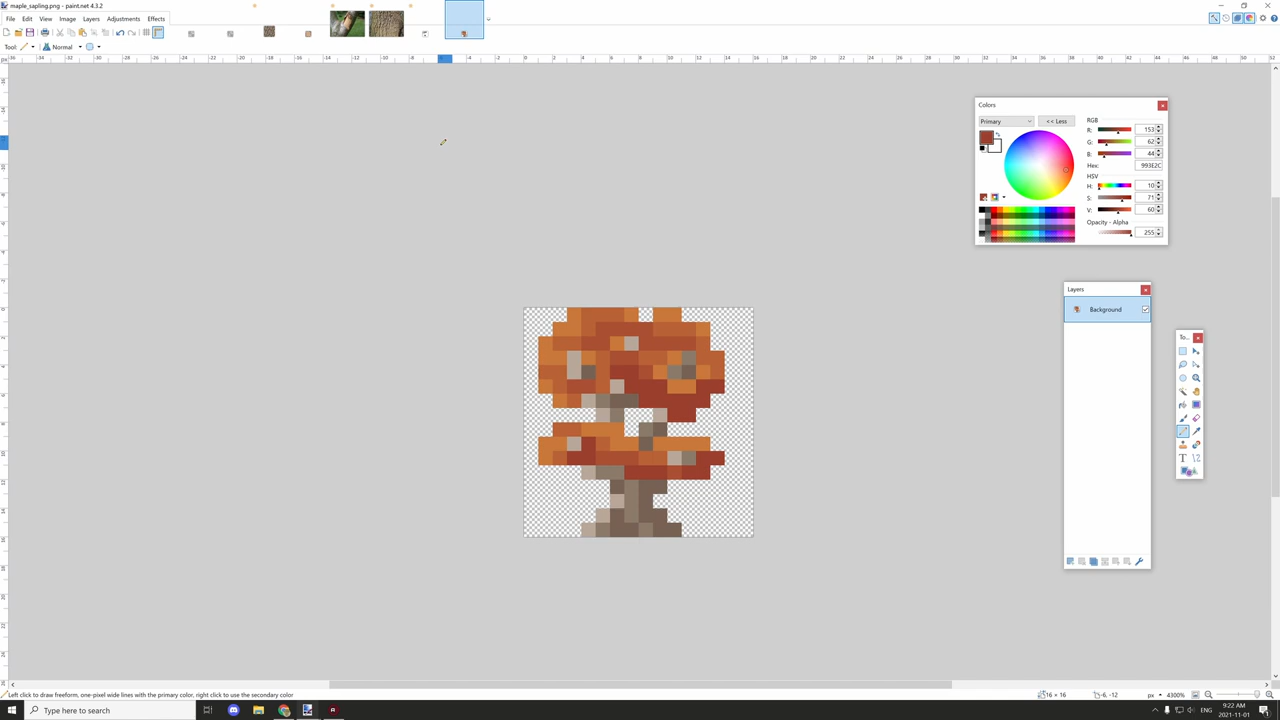 maple_sapling.png - paint.net 4.3.2
File Edit View Image Layers Adjustments Effects
Tool: Normal
px
Colors
Primary << Less
RGB
R: 153
G: 62
B: 44
Hex: 993E2C
HSV
H: 10
S: 71
V: 60
Opacity - Alpha
255
Layers
Background
To...
Left click to draw freeform, one-pixel wide lines with the primary color, right click to use the secondary color
16 × 16 -6, -12 px 4300%
Type here to search
ENG
9:22 AM
2021-11-01